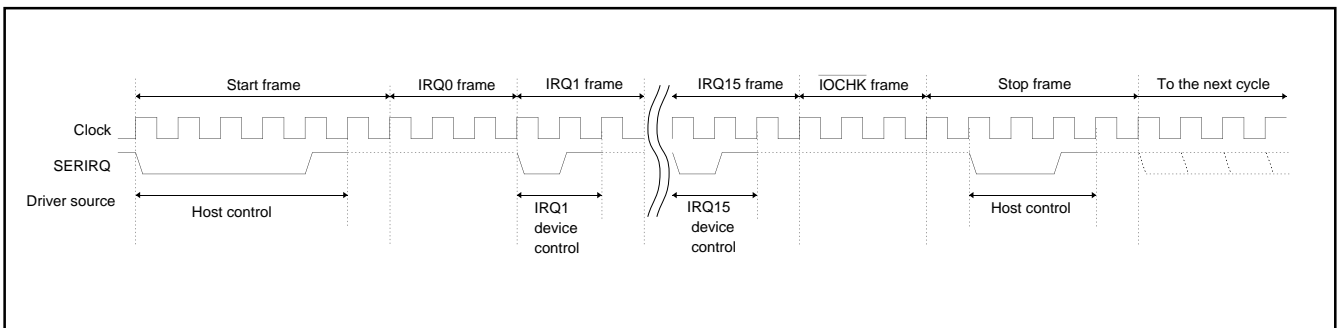 Start frame
IRQ0 frame
IRQ1 frame
IRQ15 frame
IOCHK frame
Stop frame
To the next cycle
Clock
SERIRQ
Driver source
Host control
IRQ1
device
control
IRQ15
device
control
Host control